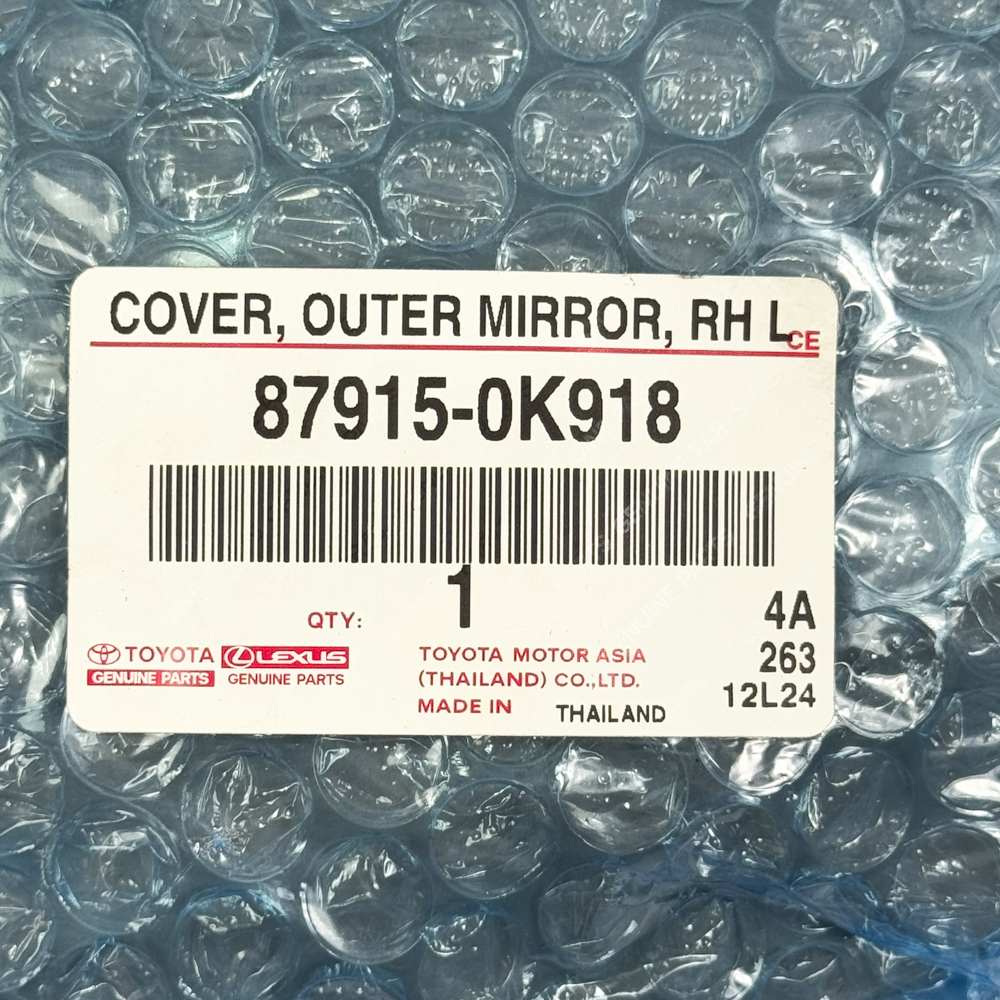 COVER, OUTER MIRROR, RH L
CE
87915-0K918
1
QTY:
4A
263
12L24
TOYOTA
GENUINE PARTS
LEXUS
GENUINE PARTS
TOYOTA MOTOR ASIA
(THAILAND) CO.,LTD.
MADE IN THAILAND